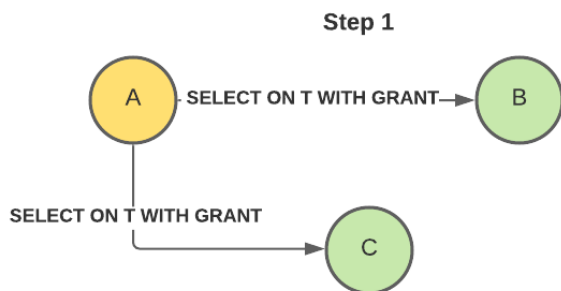 Step 1
A
SELECT ON T WITH GRANT
B
SELECT ON T WITH GRANT
C